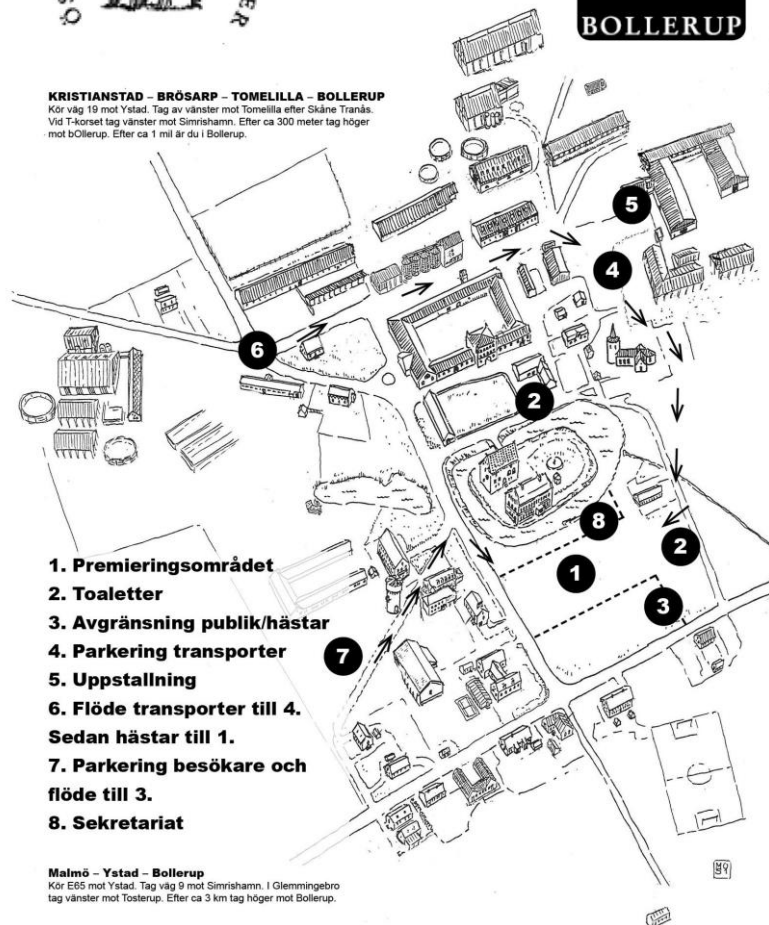 BOLLERUP
KRISTIANSTAD – BRÖSARP – TOMELILLA – BOLLERUP
Kör väg 19 mot Ystad. Tag av vänster mot Tomelilla efter Skåne Tranås.
Vid T-korset tag vänster mot Simrishamn. Efter ca 300 meter tag höger
mot bOllerup. Efter ca 1 mil är du i Bollerup.
5
4
6
2
8
1
2
3
7
1. Premieringsområdet
2. Toaletter
3. Avgränsning publik/hästar
4. Parkering transporter
5. Uppstallning
6. Flöde transporter till 4.
Sedan hästar till 1.
7. Parkering besökare och
flöde till 3.
8. Sekretariat
Malmö – Ystad – Bollerup
Kör E65 mot Ystad. Tag väg 9 mot Simrishamn. I Glemmingebro
tag vänster mot Tosterup. Efter ca 3 km tag höger mot Bollerup.